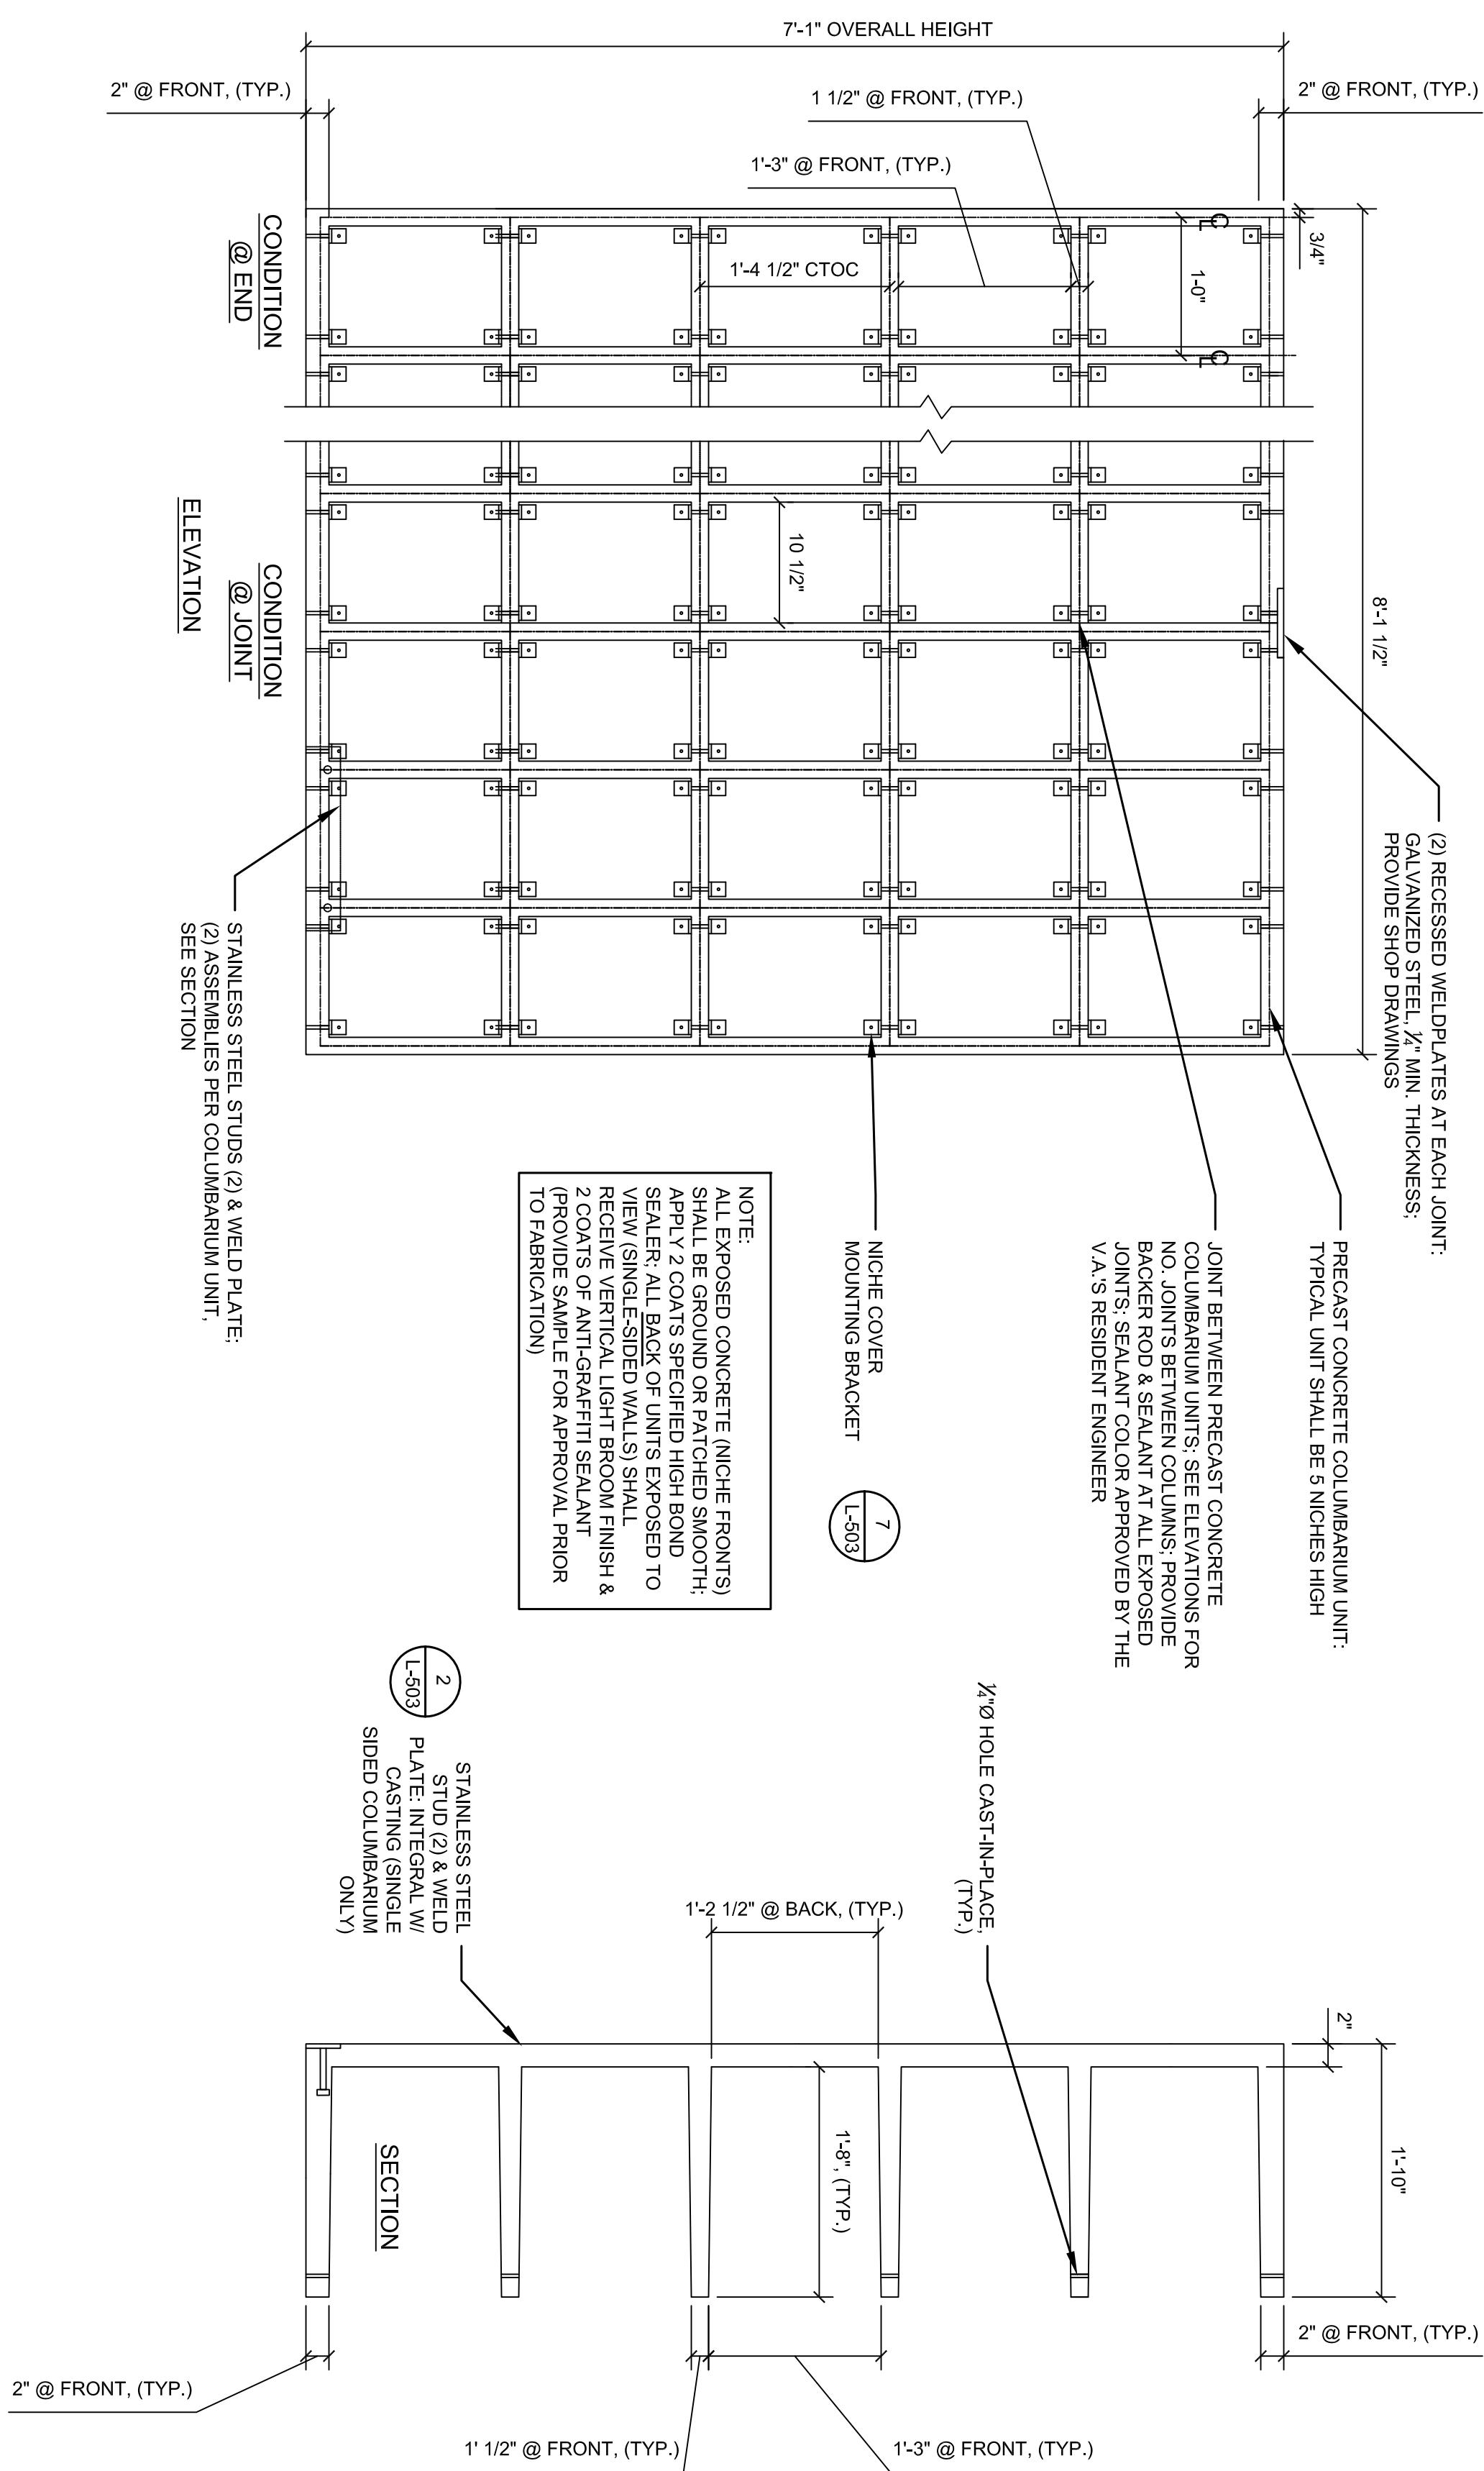 7'-1" OVERALL HEIGHT
2" @ FRONT, (TYP.)
1 1/2" @ FRONT, (TYP.)
2" @ FRONT, (TYP.)
1'-3" @ FRONT, (TYP.)
3/4"
CL
1-0"
1'-4 1/2" CTOC
CL
CONDITION
@ END
8'-1 1/2"
10 1/2"
CONDITION
@ JOINT
ELEVATION
(2) RECESSED WELDPLATES AT EACH JOINT:
GALVANIZED STEEL, 1/4" MIN. THICKNESS;
PROVIDE SHOP DRAWINGS
PRECAST CONCRETE COLUMBARIUM UNIT:
TYPICAL UNIT SHALL BE 5 NICHES HIGH
JOINT BETWEEN PRECAST CONCRETE
COLUMBARIUM UNITS; SEE ELEVATIONS FOR
NO. JOINTS BETWEEN COLUMNS; PROVIDE
BACKER ROD & SEALANT AT ALL EXPOSED
JOINTS; SEALANT COLOR APPROVED BY THE
V.A.'S RESIDENT ENGINEER
NICHE COVER
MOUNTING BRACKET
7
L-503
NOTE:
ALL EXPOSED CONCRETE (NICHE FRONTS)
SHALL BE GROUND OR PATCHED SMOOTH;
APPLY 2 COATS SPECIFIED HIGH BOND
SEALER; ALL BACK OF UNITS EXPOSED TO
VIEW (SINGLE-SIDED WALLS) SHALL
RECEIVE VERTICAL LIGHT BROOM FINISH &
2 COATS OF ANTI-GRAFFITI SEALANT
(PROVIDE SAMPLE FOR APPROVAL PRIOR
TO FABRICATION)
STAINLESS STEEL STUDS (2) & WELD PLATE;
(2) ASSEMBLIES PER COLUMBARIUM UNIT,
SEE SECTION
1/4"Ø HOLE CAST-IN-PLACE,
(TYP.)
2
L-503
STAINLESS STEEL
STUD (2) & WELD
PLATE: INTEGRAL W/
CASTING (SINGLE
SIDED COLUMBARIUM
ONLY)
1'-2 1/2" @ BACK, (TYP.)
2"
1'-10"
1'-8", (TYP.)
SECTION
2" @ FRONT, (TYP.)
2" @ FRONT, (TYP.)
1' 1/2" @ FRONT, (TYP.)
1'-3" @ FRONT, (TYP.)